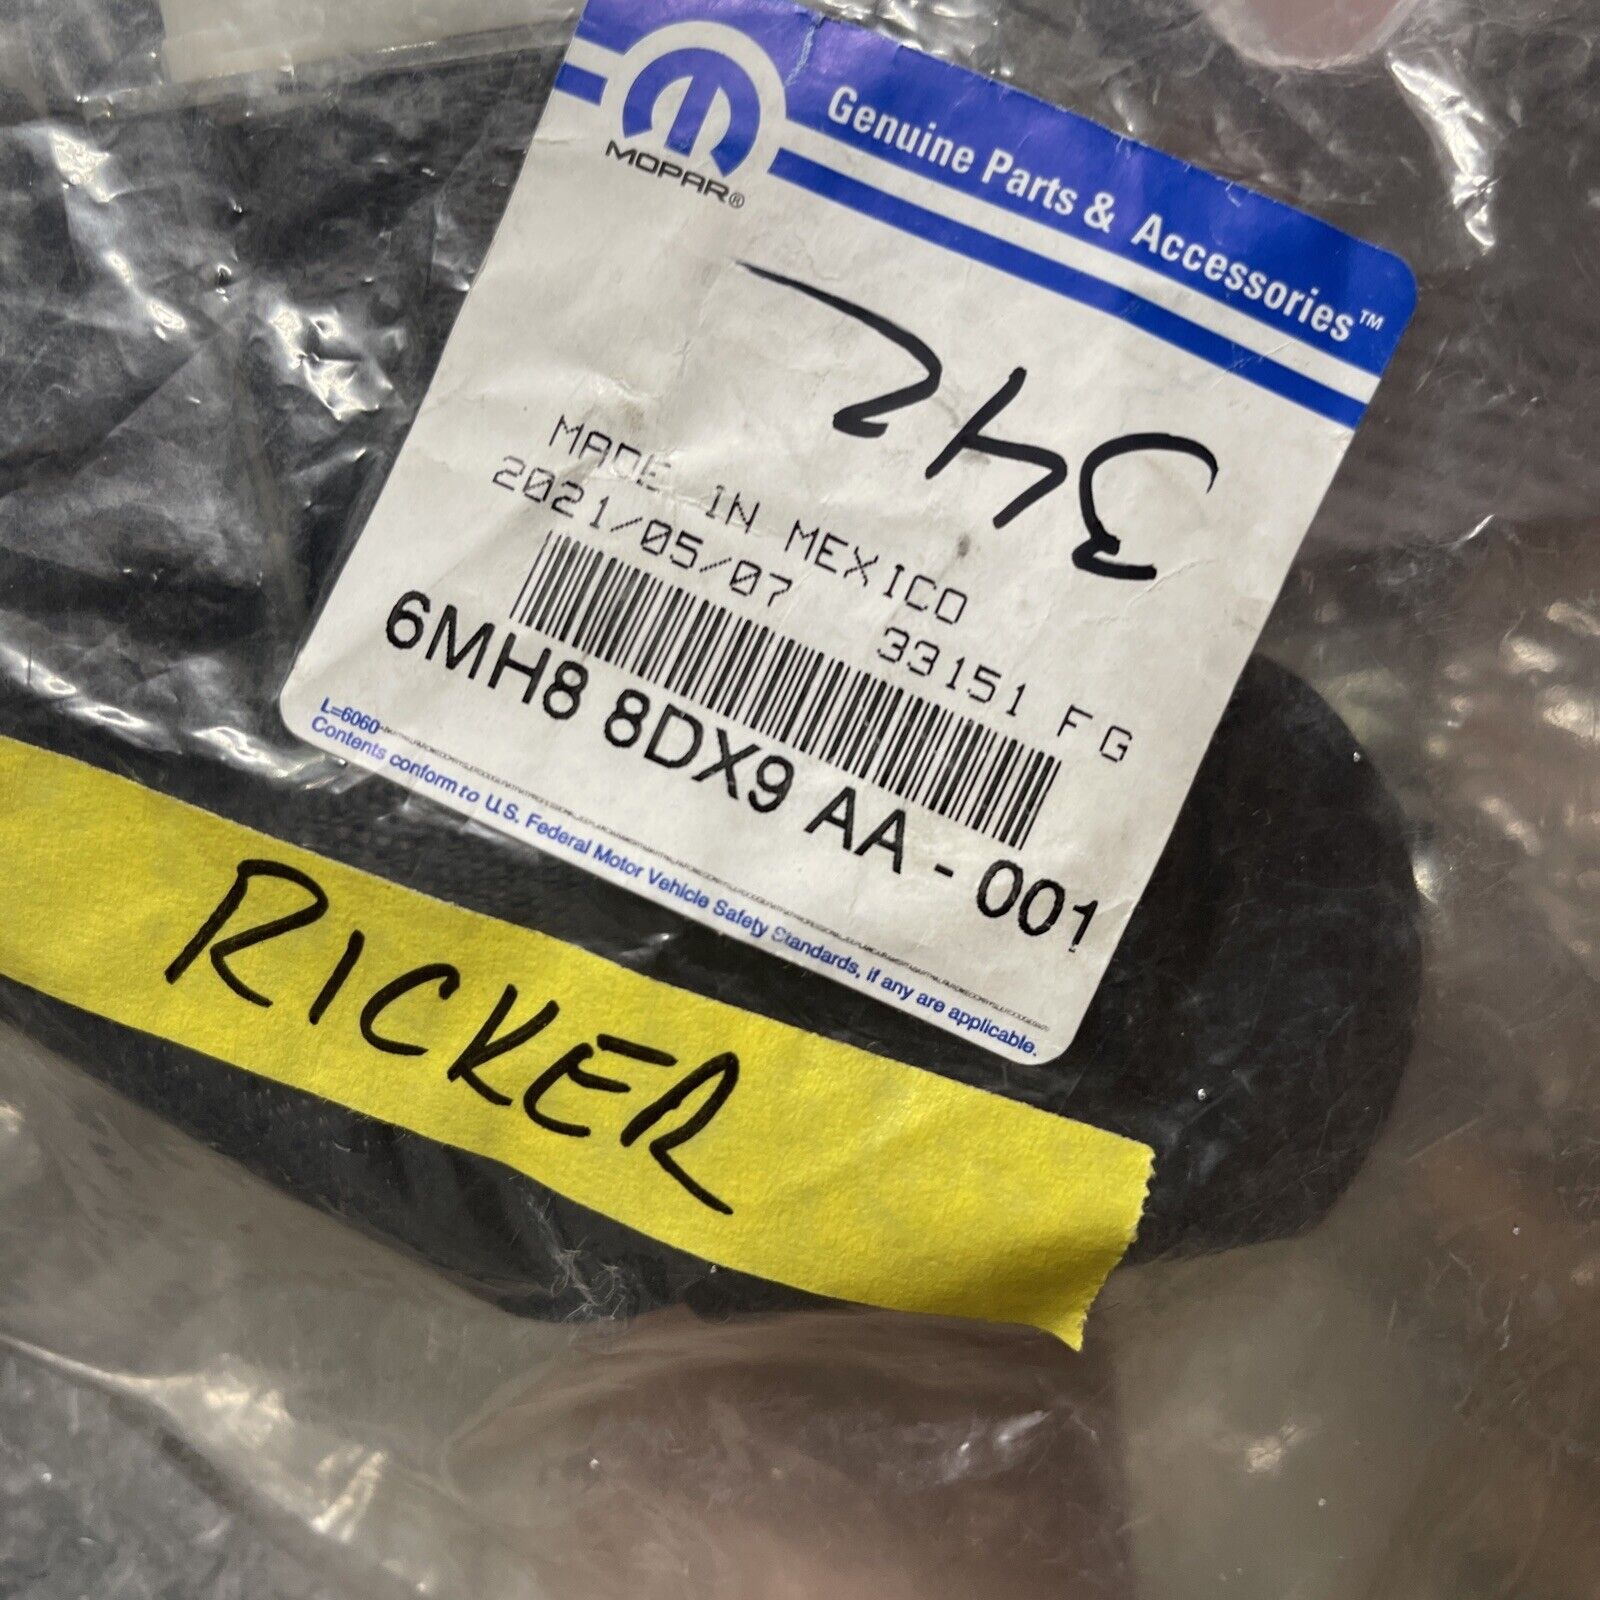 MOPAR®
Genuine Parts & Accessories™
342
MADE IN MEXICO
2021/05/07 33151 F G
6MH8 8DX9 AA - 001
L=6060
Contents conform to U.S. Federal Motor Vehicle Safety Standards, if any are applicable.
RICKER